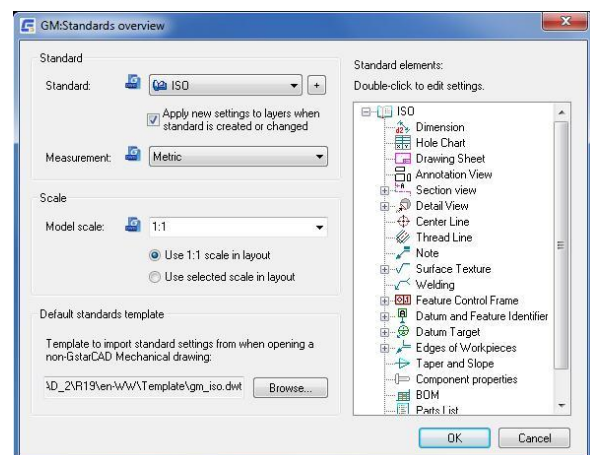 GM:Standards overview
Standard
Standard:
ISO
+
Apply new settings to layers when
standard is created or changed
Measurement:
Metric
Scale
Model scale:
1:1
Use 1:1 scale in layout
Use selected scale in layout
Default standards template
Template to import standard settings from when opening a
non-GstarCAD Mechanical drawing:
\D_2\R19\en-WW\Template\gm_iso.dwt
Browse...
Standard elements:
Double-click to edit settings.
ISO
Dimension
Hole Chart
Drawing Sheet
Annotation View
Section view
Detail View
Center Line
Thread Line
Note
Surface Texture
Welding
Feature Control Frame
Datum and Feature Identifier
Datum Target
Edges of Workpieces
Taper and Slope
Component properties
BOM
Parts List
OK
Cancel